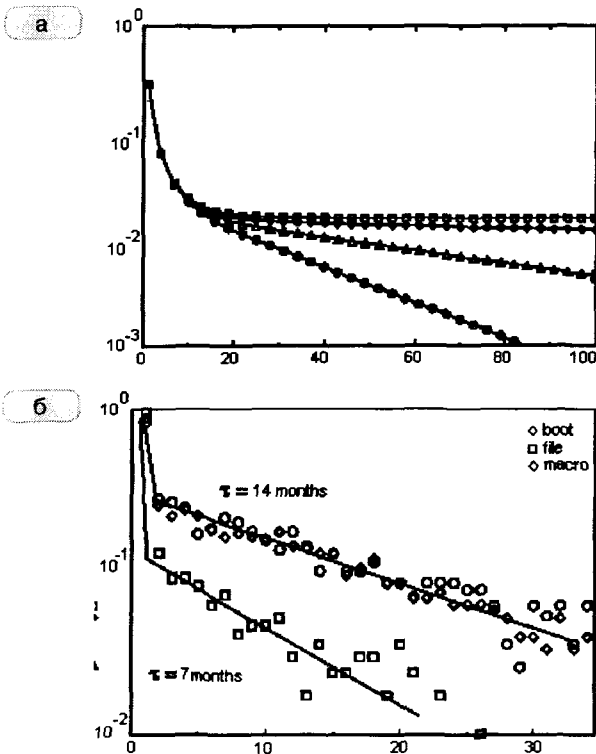 а
10^0
10^-1
10^-2
10^-3
0 20 40 60 80 100
б
10^0
◇ boot
□ file
◇ macro
τ = 14 months
10^-1
τ = 7 months
10^-2
0 10 20 30